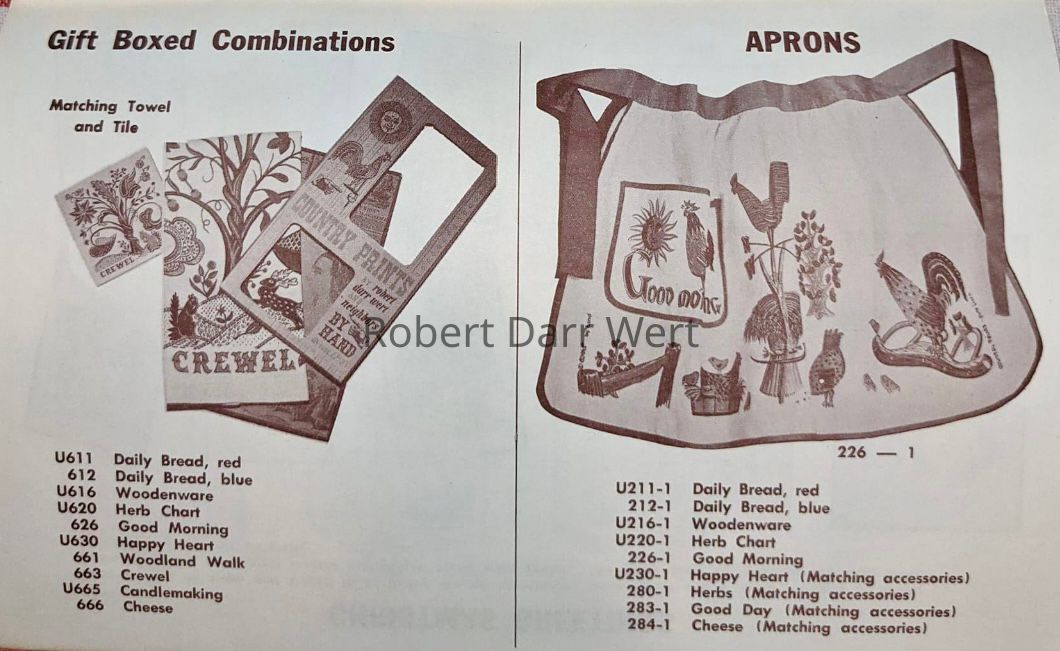 Gift Boxed Combinations
Matching Towel
and Tile
CREWEL
CREWEL
COUNTRY PRINTS
robert
darr wert
neighbors
BY
HAND
U611 Daily Bread, red
612 Daily Bread, blue
U616 Woodenware
U620 Herb Chart
626 Good Morning
U630 Happy Heart
661 Woodland Walk
663 Crewel
U665 Candlemaking
666 Cheese
APRONS
Good
226 — 1
U211-1 Daily Bread, red
212-1 Daily Bread, blue
U216-1 Woodenware
U220-1 Herb Chart
226-1 Good Morning
U230-1 Happy Heart (Matching accessories)
280-1 Herbs (Matching accessories)
283-1 Good Day (Matching accessories)
284-1 Cheese (Matching accessories)
Robert Darr Wert